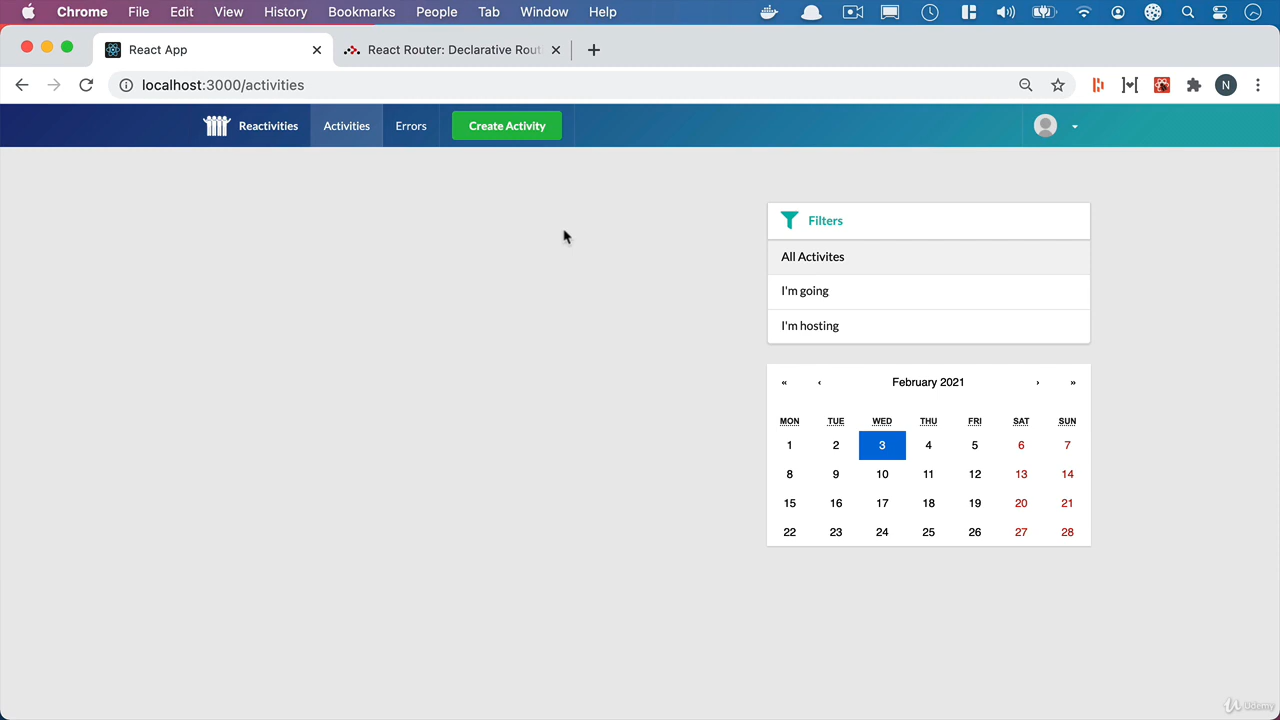 Chrome File Edit View History Bookmarks People Tab Window Help
React App
React Router: Declarative Rout
localhost:3000/activities
N
Reactivities Activities Errors Create Activity
Filters
All Activites
I'm going
I'm hosting
« ‹ February 2021 › »
MON TUE WED THU FRI SAT SUN
1 2 3 4 5 6 7
8 9 10 11 12 13 14
15 16 17 18 19 20 21
22 23 24 25 26 27 28
Udemy